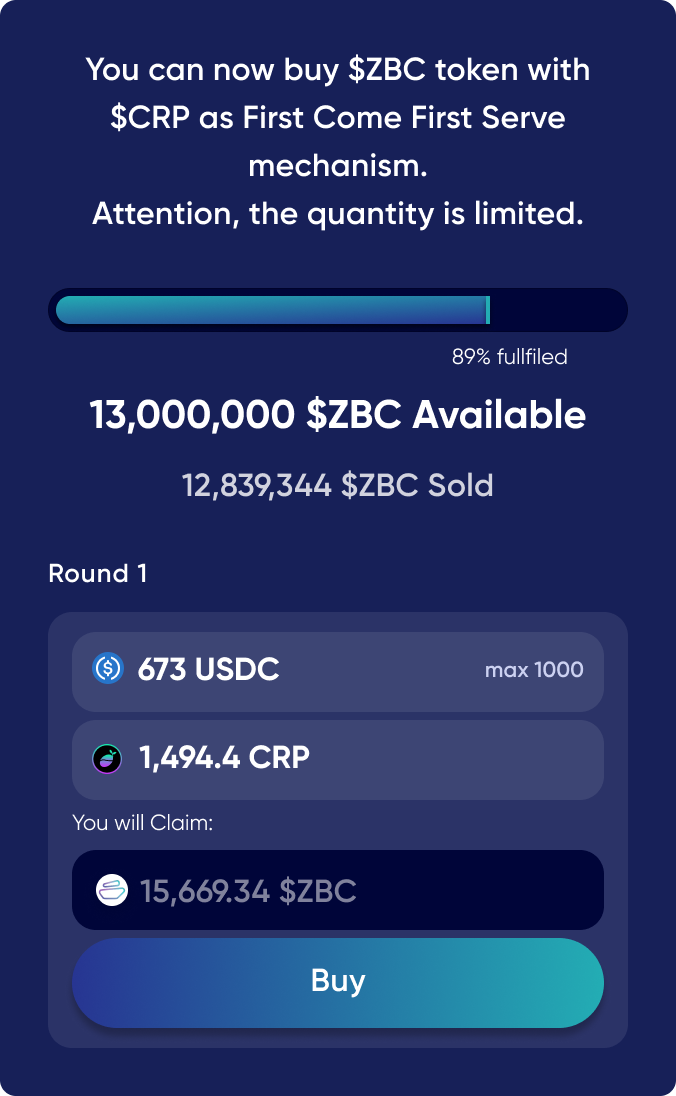 You can now buy $ZBC token with
$CRP as First Come First Serve
mechanism.
Attention, the quantity is limited.
89% fullfiled
13,000,000 $ZBC Available
12,839,344 $ZBC Sold
Round 1
673 USDC max 1000
1,494.4 CRP
You will Claim:
15,669.34 $ZBC
Buy